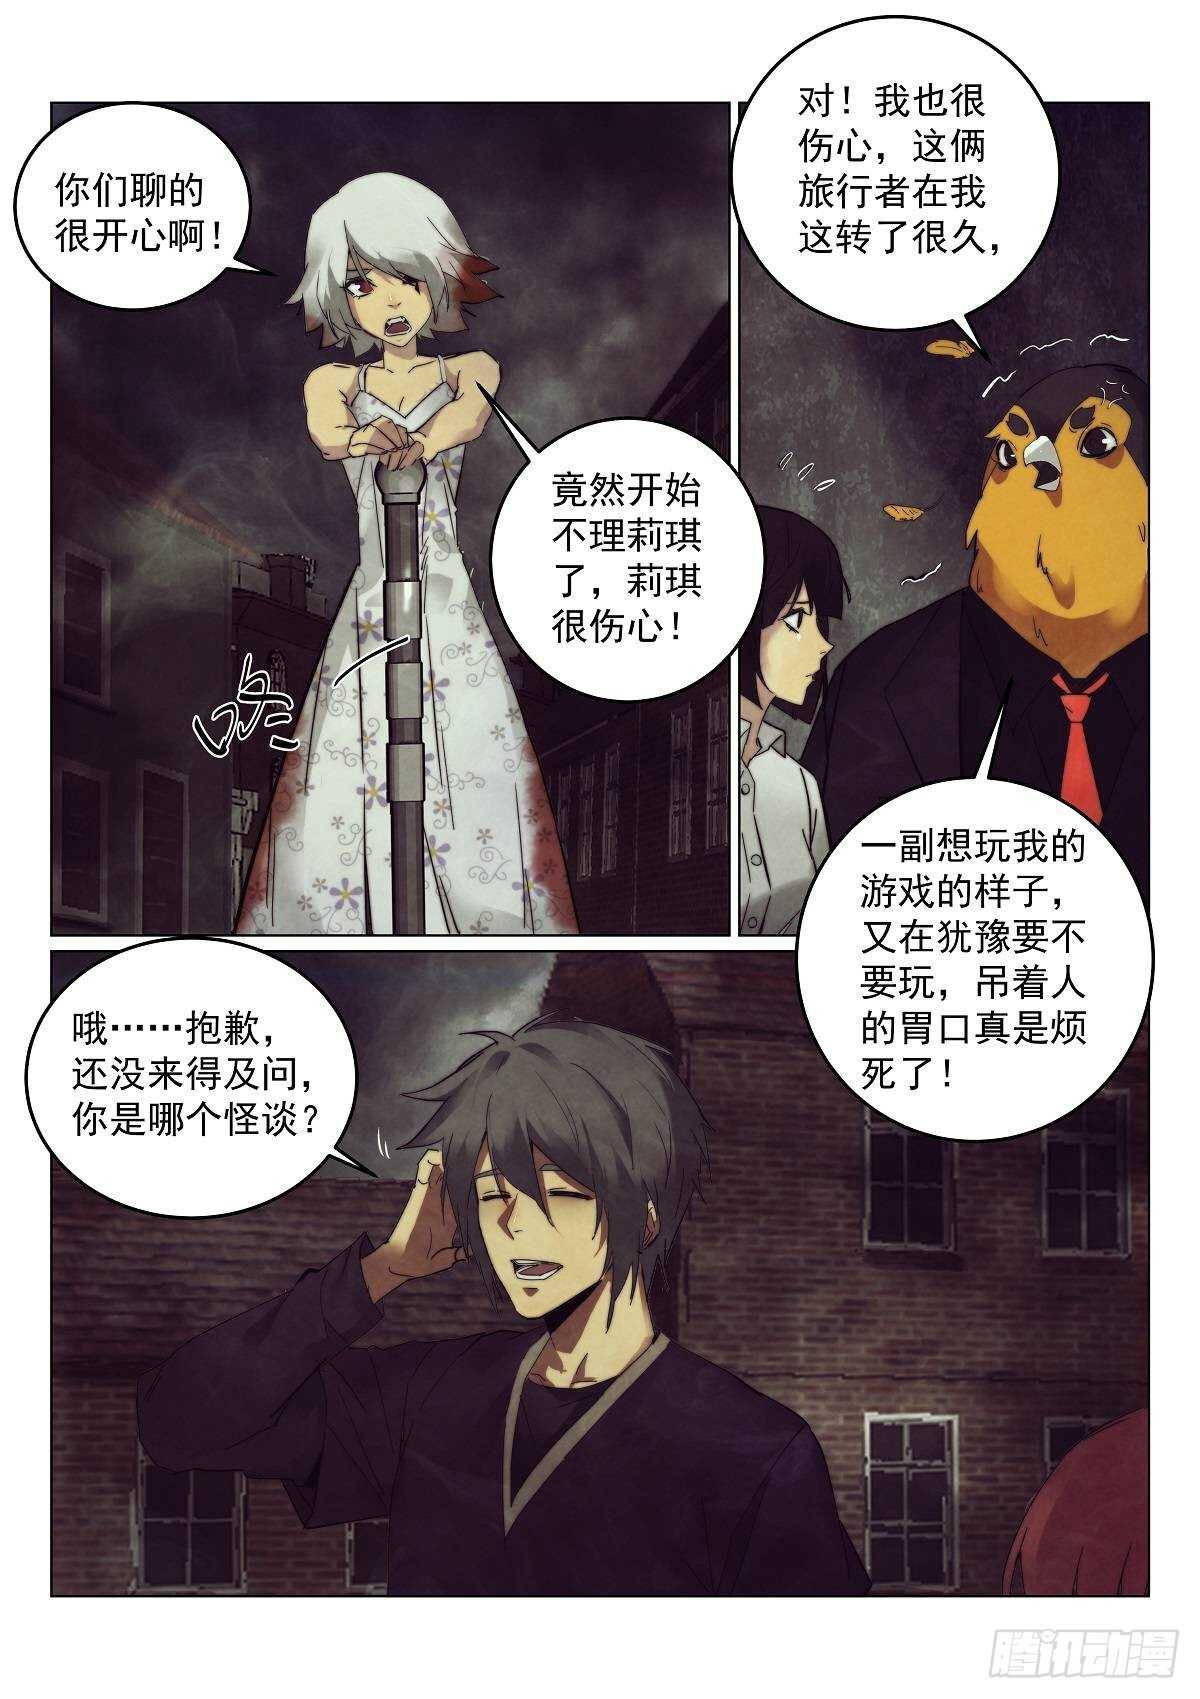 你们聊的
很开心啊！
竟然开始
不理莉琪
了，莉琪
很伤心！
咚
对！我也很
伤心，这俩
旅行者在我
这转了很久，
一副想玩我的
游戏的样子，
又在犹豫要不
要玩，吊着人
的胃口真是烦
死了！
哦……抱歉，
还没来得及问，
你是哪个怪谈？
腾讯动漫